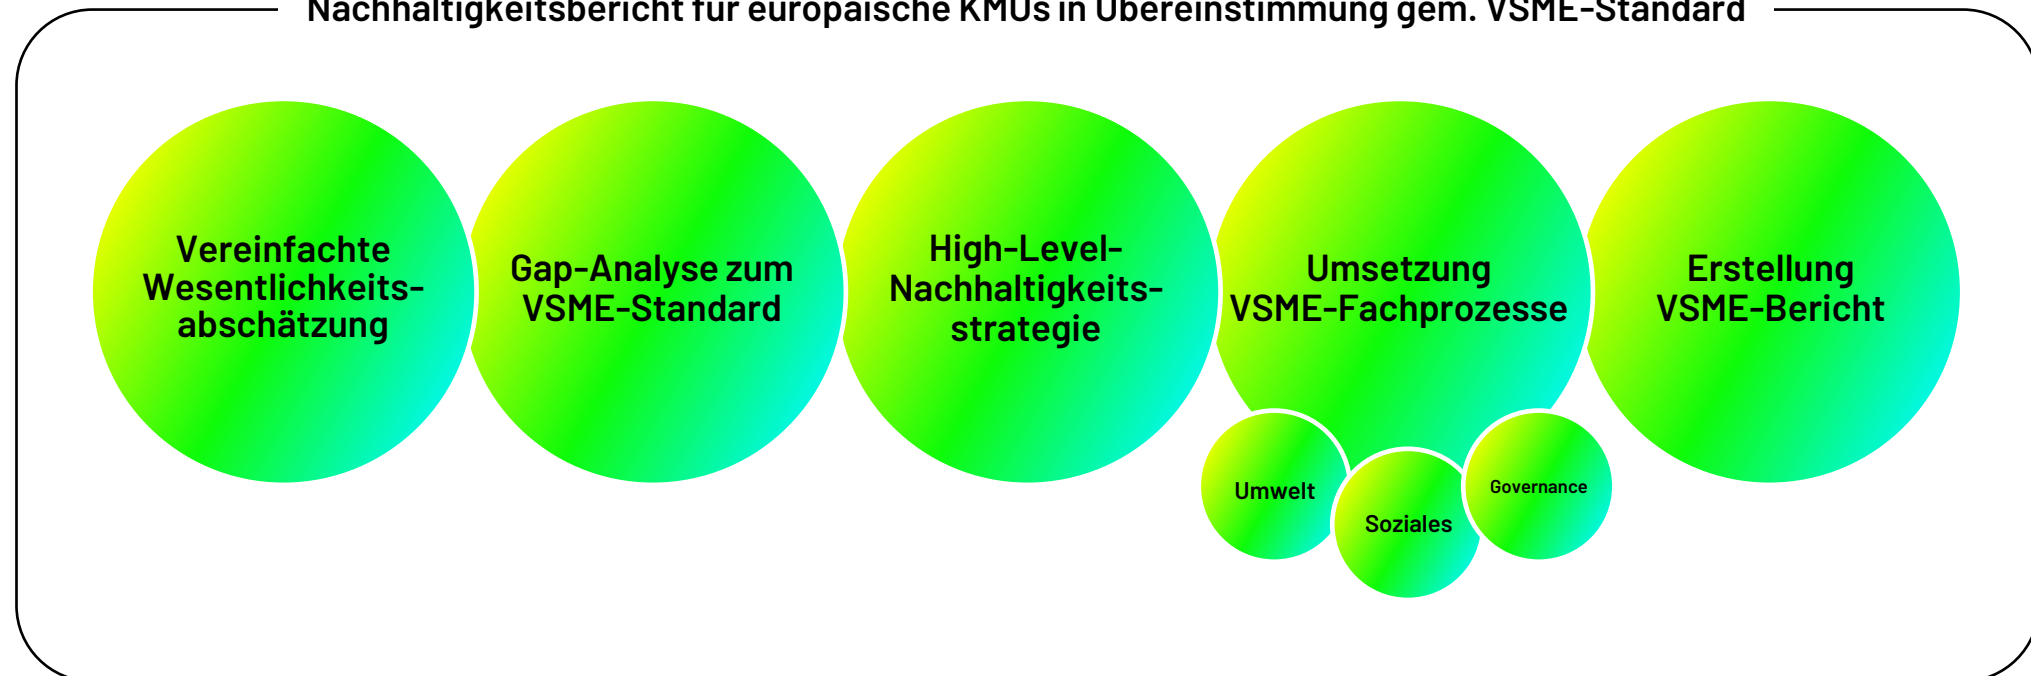 Nachhaltigkeitsbericht für europäische KMUs in Übereinstimmung gem. VSME-Standard
Vereinfachte
Wesentlichkeits-
abschätzung
Gap-Analyse zum
VSME-Standard
High-Level-
Nachhaltigkeits-
strategie
Umsetzung
VSME-Fachprozesse
Umwelt
Soziales
Governance
Erstellung
VSME-Bericht